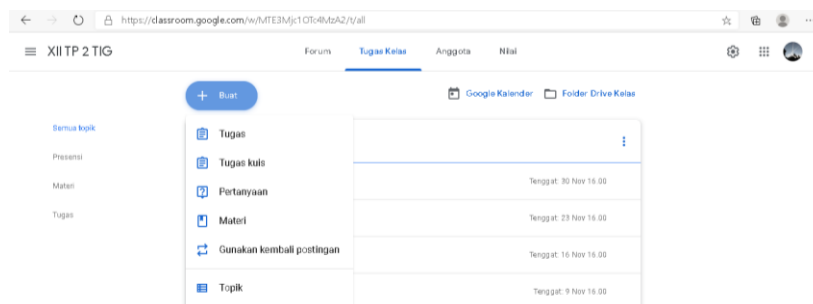 https://classroom.google.com/w/MTE3Mjc1OTc4MzA2/t/all
XII TP 2 TIG
Forum Tugas Kelas Anggota Nilai
+ Buat
Google Kalender Folder Drive Kelas
Semua topik
Presensi
Materi
Tugas
Tugas
Tugas kuis
Pertanyaan
Materi
Gunakan kembali postingan
Topik
Tenggat: 30 Nov 16.00
Tenggat: 23 Nov 16.00
Tenggat: 16 Nov 16.00
Tenggat: 9 Nov 16.00